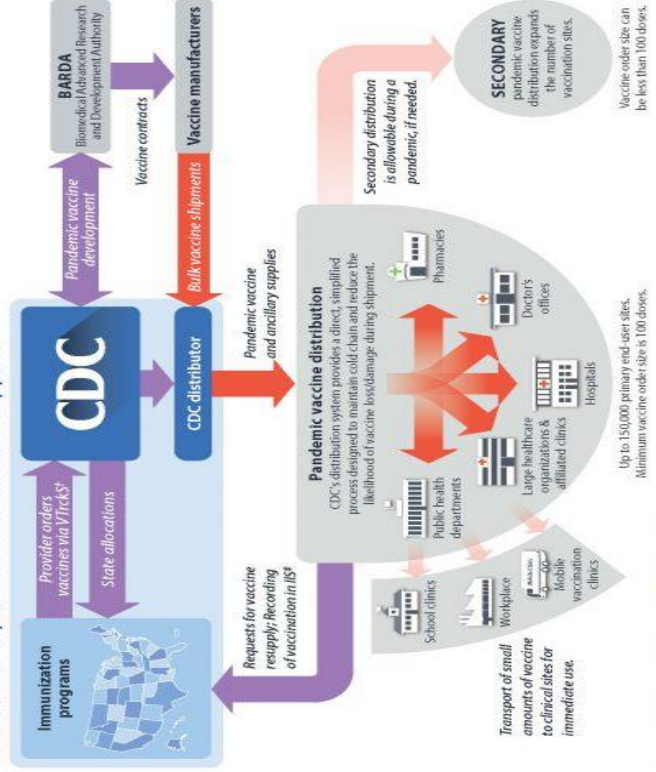 Immunization
programs
Provider orders
vaccines via VTrckS†
State allocations
CDC
Pandemic vaccine
development
BARDA
Biomedical Advanced Research
and Development Authority
Vaccine contracts
Vaccine manufacturers
Bulk vaccine shipments
CDC distributor
Pandemic vaccine
and ancillary supplies
Requests for vaccine
resupply; Recording
of vaccination in IIS‡
Pandemic vaccine distribution
CDC's distribution system provides a direct, simplified
process designed to maintain cold chain and reduce the
likelihood of vaccine loss/damage during shipment.
Public health
departments
Large healthcare
organizations &
affiliated clinics
Hospitals
Doctor's
offices
Pharmacies
School clinics
Workplace
Mobile
vaccination
clinics
Transport of small
amounts of vaccine
to clinical sites for
immediate use.
Up to 150,000 primary end-user sites.
Minimum vaccine order size is 100 doses.
Secondary distribution
is allowable during a
pandemic, if needed.
SECONDARY
pandemic vaccine
distribution expands
the number of
vaccination sites.
Vaccine order size can
be less than 100 doses.